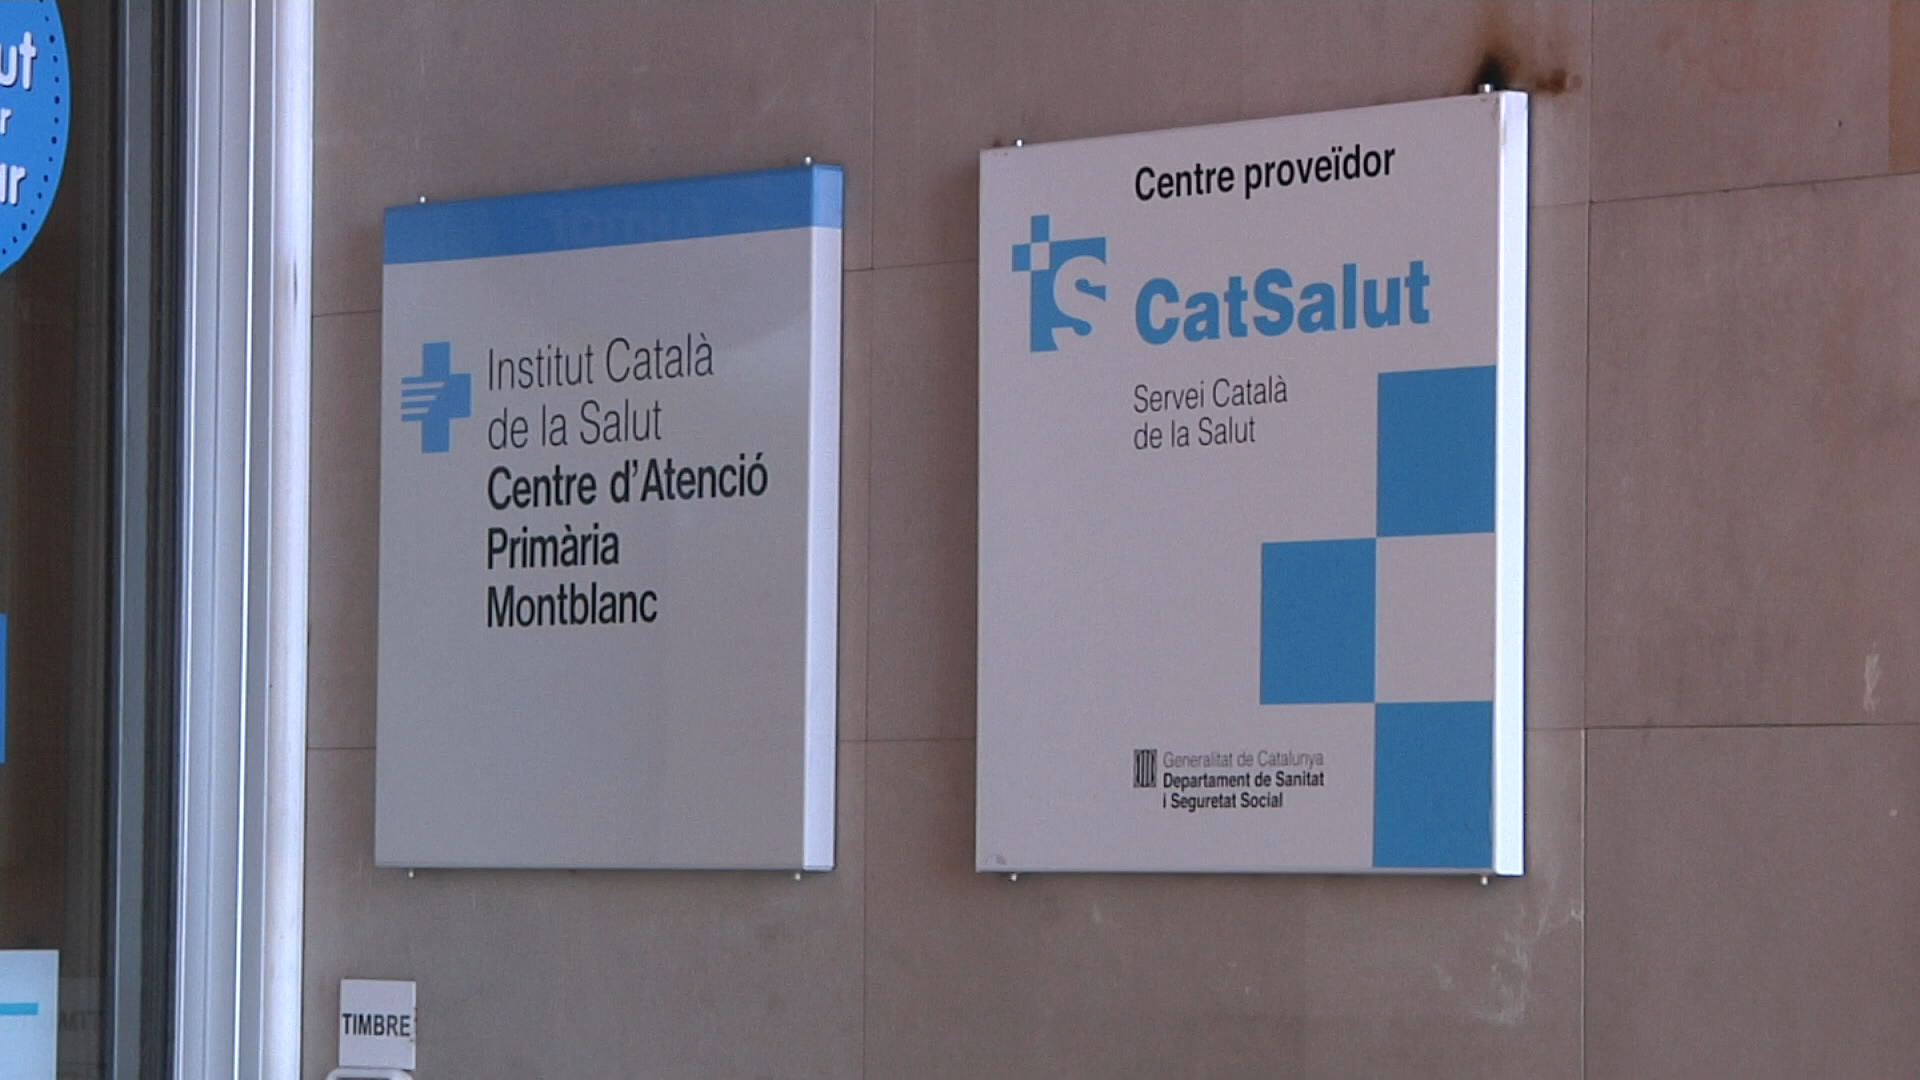 Institut Català
de la Salut
Centre d'Atenció
Primària
Montblanc
Centre proveïdor
CatSalut
Servei Català
de la Salut
Generalitat de Catalunya
Departament de Sanitat
i Seguretat Social
TIMBRE